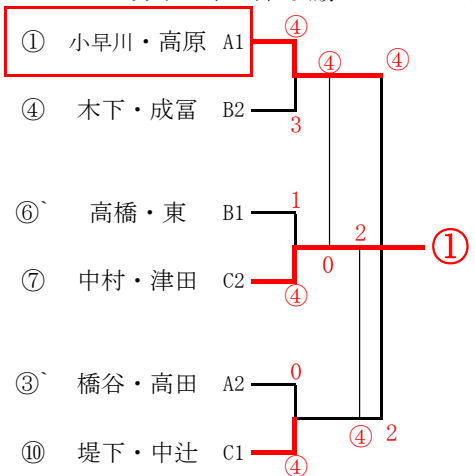 ① 小早川・高原 A1 ④
④ ④
④ 木下・成冨 B2 3
⑥` 高橋・東 B1 1
2 ①
0
⑦ 中村・津田 C2 ④
③` 橋谷・高田 A2 0
④ 2
⑩ 堤下・中辻 C1 ④